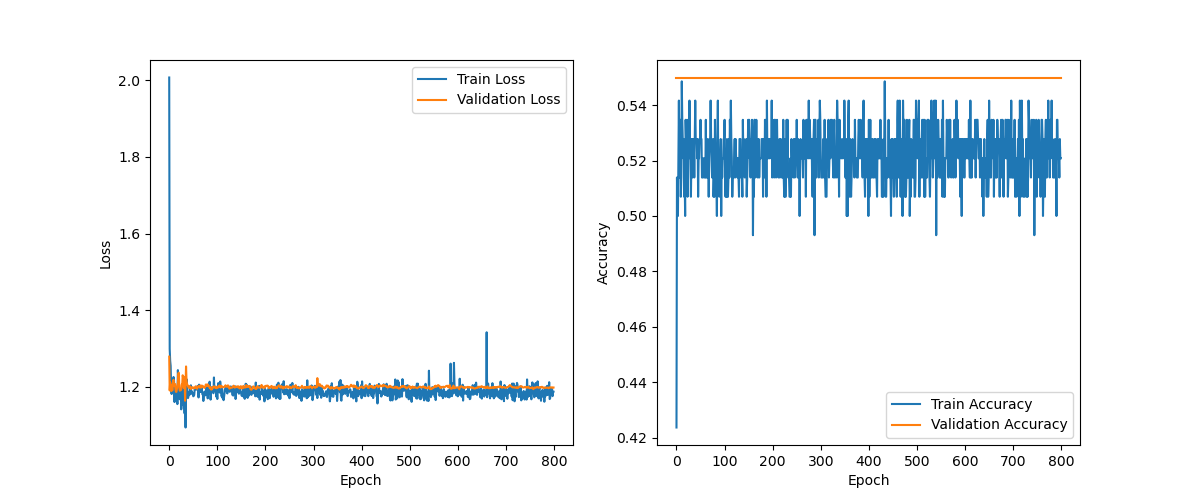 2.0
1.8
1.6
1.4
1.2
Loss
0 100 200 300 400 500 600 700 800
Epoch
Train Loss
Validation Loss
0.54
0.52
0.50
0.48
0.46
0.44
0.42
Accuracy
0 100 200 300 400 500 600 700 800
Epoch
Train Accuracy
Validation Accuracy